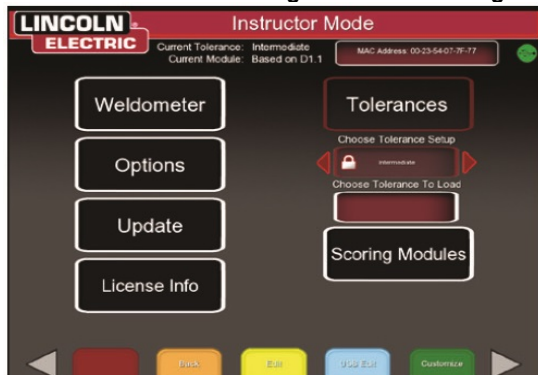 LINCOLN
ELECTRIC
Instructor Mode
Current Tolerance: Intermediate
Current Module: Based on D1.1
MAC Address: 00-23-54-07-7F-77
Weldometer
Options
Update
License Info
Tolerances
Choose Tolerance Setup
Intermediate
Choose Tolerance To Load
Scoring Modules
Back
Edit
USB Edit
Customize